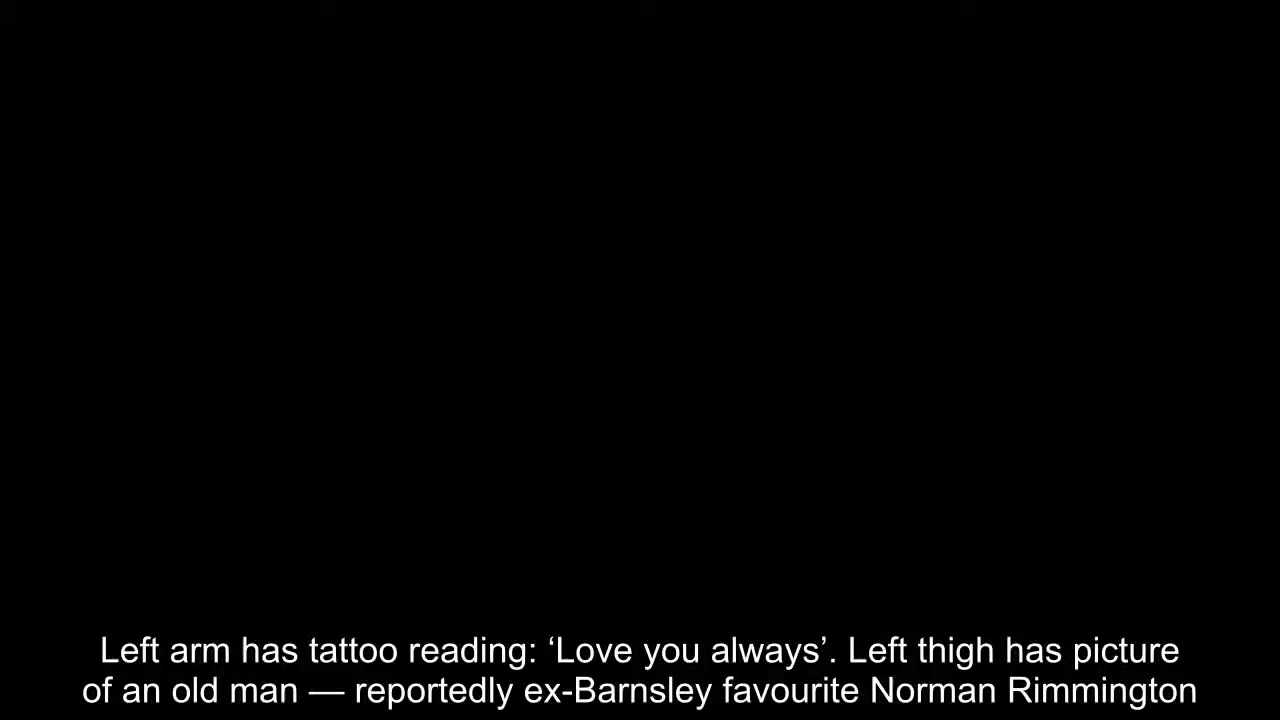 Left arm has tattoo reading: ‘Love you always’. Left thigh has picture
of an old man — reportedly ex-Barnsley favourite Norman Rimmington